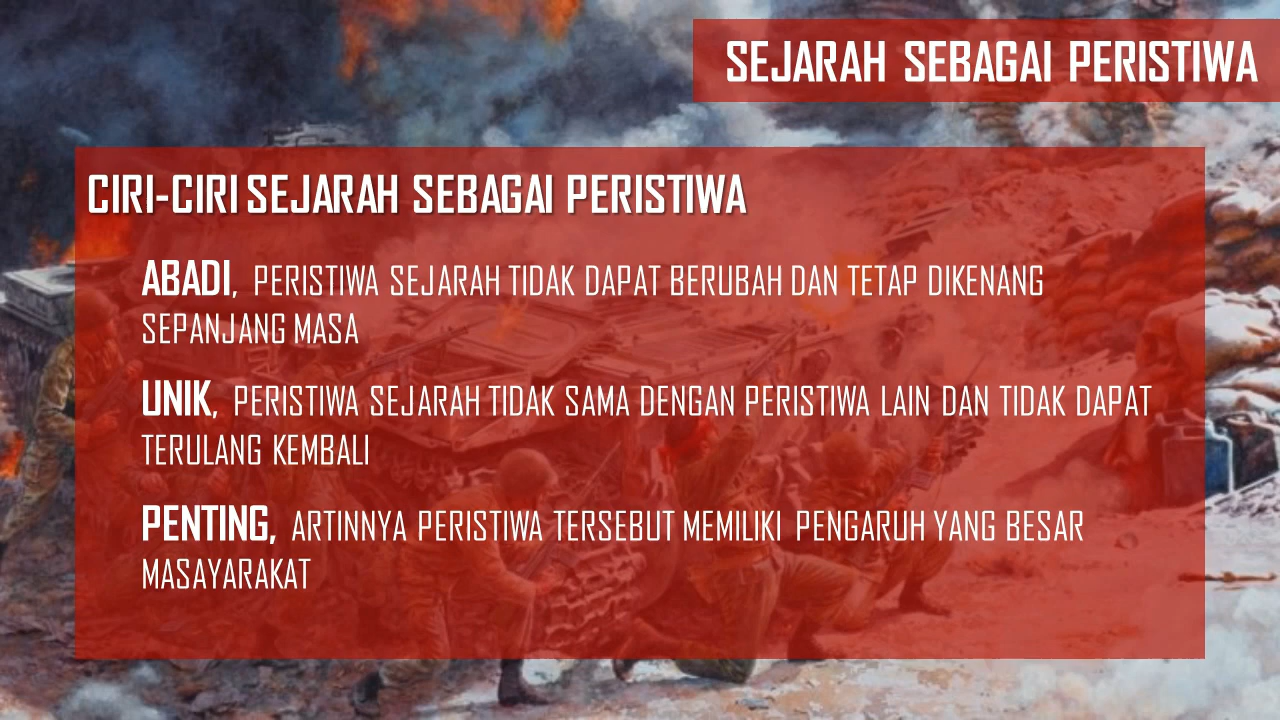 SEJARAH SEBAGAI PERISTIWA
CIRI-CIRI SEJARAH SEBAGAI PERISTIWA
ABADI, PERISTIWA SEJARAH TIDAK DAPAT BERUBAH DAN TETAP DIKENANG
SEPANJANG MASA
UNIK, PERISTIWA SEJARAH TIDAK SAMA DENGAN PERISTIWA LAIN DAN TIDAK DAPAT
TERULANG KEMBALI
PENTING, ARTINNYA PERISTIWA TERSEBUT MEMILIKI PENGARUH YANG BESAR
MASAYARAKAT